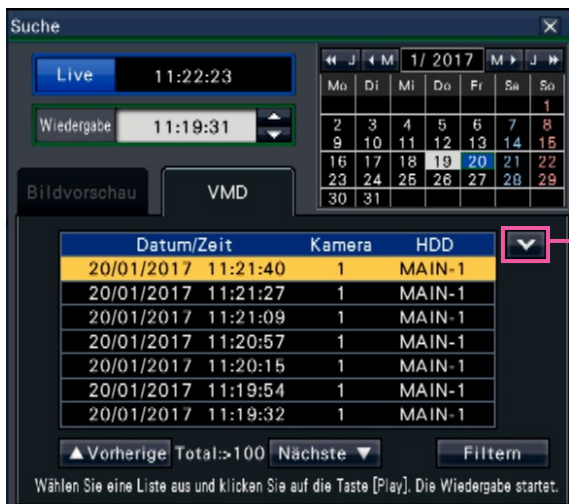 Suche
Live 11:22:23
Wiedergabe 11:19:31
J M 1/ 2017 M J
Mo Di Mi Do Fr Sa So
1
2 3 4 5 6 7 8
9 10 11 12 13 14 15
16 17 18 19 20 21 22
23 24 25 26 27 28 29
30 31
Bildvorschau VMD
Datum/Zeit Kamera HDD
20/01/2017 11:21:40 1 MAIN-1
20/01/2017 11:21:27 1 MAIN-1
20/01/2017 11:21:09 1 MAIN-1
20/01/2017 11:20:57 1 MAIN-1
20/01/2017 11:20:15 1 MAIN-1
20/01/2017 11:19:54 1 MAIN-1
20/01/2017 11:19:32 1 MAIN-1
▲Vorherige Total:>100 Nächste ▼ Filtern
Wählen Sie eine Liste aus und klicken Sie auf die Taste [Play]. Die Wiedergabe startet.